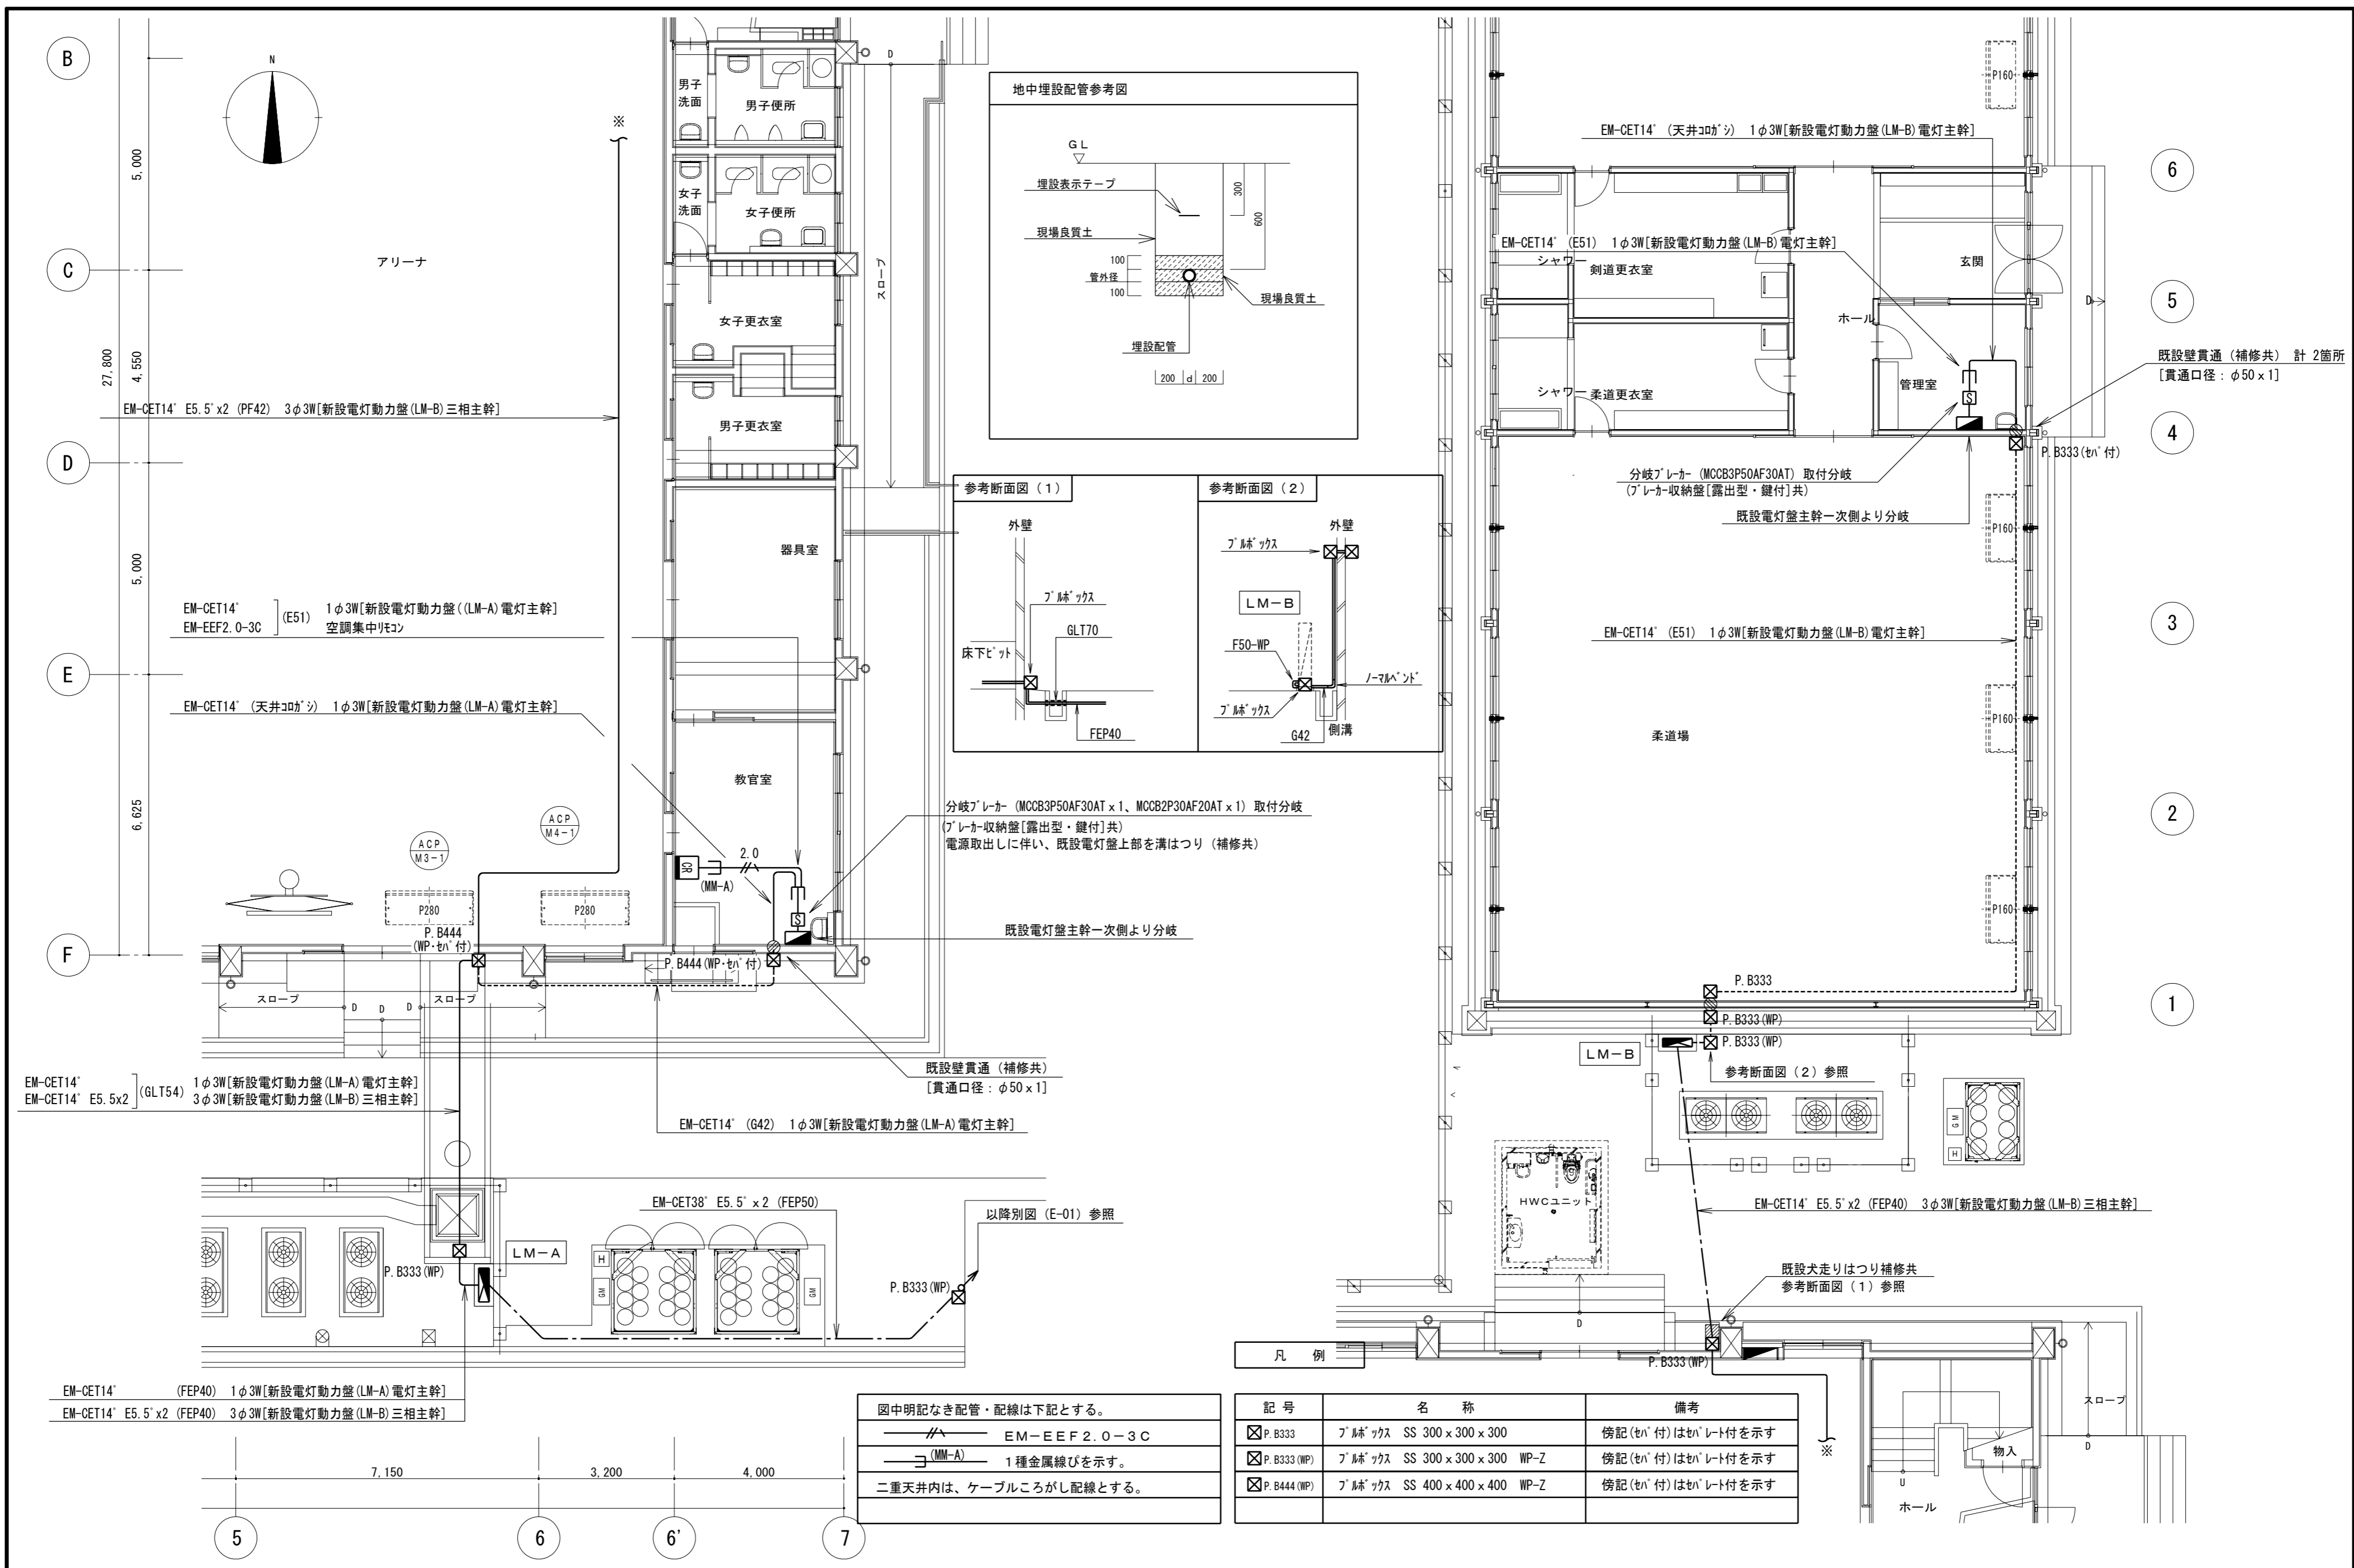 B
C
D
E
F
N
5,000
4,550
27,800
5,000
6,625
アリーナ
※
男子
洗面
男子便所
女子
洗面
女子便所
女子更衣室
男子更衣室
器具室
教官室
D
スロープ
EM-CET14ﾟ E5.5ﾟx2 (PF42) 3φ3W[新設電灯動力盤(LM-B)三相主幹]
EM-CET14ﾟ
EM-EEF2.0-3C
(E51)
1φ3W[新設電灯動力盤((LM-A)電灯主幹]
空調集中ﾘﾓｺﾝ
EM-CET14ﾟ (天井ｺﾛｶﾞｼ) 1φ3W[新設電灯動力盤(LM-A)電灯主幹]
ACP
M3-1
ACP
M4-1
P280
P280
CR
2.0
(MM-A)
S
P.B444
(WP･ｾﾊﾟ付)
P.B444(WP･ｾﾊﾟ付)
スロープ
D
D
D
スロープ
分岐ﾌﾞﾚｰｶｰ (MCCB3P50AF30AT x 1、MCCB2P30AF20AT x 1) 取付分岐
(ﾌﾞﾚｰｶｰ収納盤[露出型・鍵付]共)
電源取出しに伴い、既設電灯盤上部を溝はつり (補修共)
既設電灯盤主幹一次側より分岐
既設壁貫通 (補修共)
[貫通口径：φ50 x 1]
EM-CET14ﾟ (G42) 1φ3W[新設電灯動力盤(LM-A)電灯主幹]
EM-CET14ﾟ
EM-CET14ﾟ E5.5x2
(GLT54)
1φ3W[新設電灯動力盤(LM-A)電灯主幹]
3φ3W[新設電灯動力盤(LM-B)三相主幹]
EM-CET38ﾟ E5.5ﾟ x 2 (FEP50)
以降別図 (E-01) 参照
LM-A
P.B333(WP)
H
GM
GM
P.B333(WP)
EM-CET14ﾟ (FEP40) 1φ3W[新設電灯動力盤(LM-A)電灯主幹]
EM-CET14ﾟ E5.5ﾟx2 (FEP40) 3φ3W[新設電灯動力盤(LM-B)三相主幹]
7,150
3,200
4,000
5
6
6'
7
地中埋設配管参考図
GL
埋設表示テープ
現場良質土
300
600
100
管外径
100
現場良質土
埋設配管
200 d 200
参考断面図（１）
外壁
ﾌﾟﾙﾎﾞｯｸｽ
GLT70
床下ﾋﾟｯﾄ
FEP40
参考断面図（２）
外壁
ﾌﾟﾙﾎﾞｯｸｽ
LM-B
F50-WP
ﾉｰﾏﾙﾍﾞﾝﾄﾞ
ﾌﾟﾙﾎﾞｯｸｽ
G42
側溝
P160
EM-CET14ﾟ (天井ｺﾛｶﾞｼ) 1φ3W[新設電灯動力盤(LM-B)電灯主幹]
EM-CET14ﾟ (E51) 1φ3W[新設電灯動力盤(LM-B)電灯主幹]
シャワー
剣道更衣室
玄関
ホール
D
シャワー
柔道更衣室
管理室
S
既設壁貫通 (補修共) 計 2箇所
[貫通口径：φ50 x 1]
P.B333(ｾﾊﾟ付)
分岐ﾌﾞﾚｰｶｰ (MCCB3P50AF30AT) 取付分岐
(ﾌﾞﾚｰｶｰ収納盤[露出型・鍵付]共)
既設電灯盤主幹一次側より分岐
P160
EM-CET14ﾟ (E51) 1φ3W[新設電灯動力盤(LM-B)電灯主幹]
P160
柔道場
P160
P.B333
P.B333(WP)
LM-B
P.B333(WP)
参考断面図（２）参照
GM
H
HWCユニット
EM-CET14ﾟ E5.5ﾟx2 (FEP40) 3φ3W[新設電灯動力盤(LM-B)三相主幹]
既設犬走りはつり補修共
参考断面図（１）参照
D
P.B333(WP)
※
スロープ
D
物入
U
ホール
6
5
4
3
2
1
図中明記なき配管・配線は下記とする。
EM-EEF2.0-3C
(MM-A)
1種金属線ぴを示す。
二重天井内は、ケーブルころがし配線とする。
凡 例
記 号 名 称 備考
P.B333 ﾌﾟﾙﾎﾞｯｸｽ SS 300 x 300 x 300 傍記(ｾﾊﾟ付)はｾﾊﾟﾚｰﾄ付を示す
P.B333(WP) ﾌﾟﾙﾎﾞｯｸｽ SS 300 x 300 x 300 WP-Z 傍記(ｾﾊﾟ付)はｾﾊﾟﾚｰﾄ付を示す
P.B444(WP) ﾌﾟﾙﾎﾞｯｸｽ SS 400 x 400 x 400 WP-Z 傍記(ｾﾊﾟ付)はｾﾊﾟﾚｰﾄ付を示す